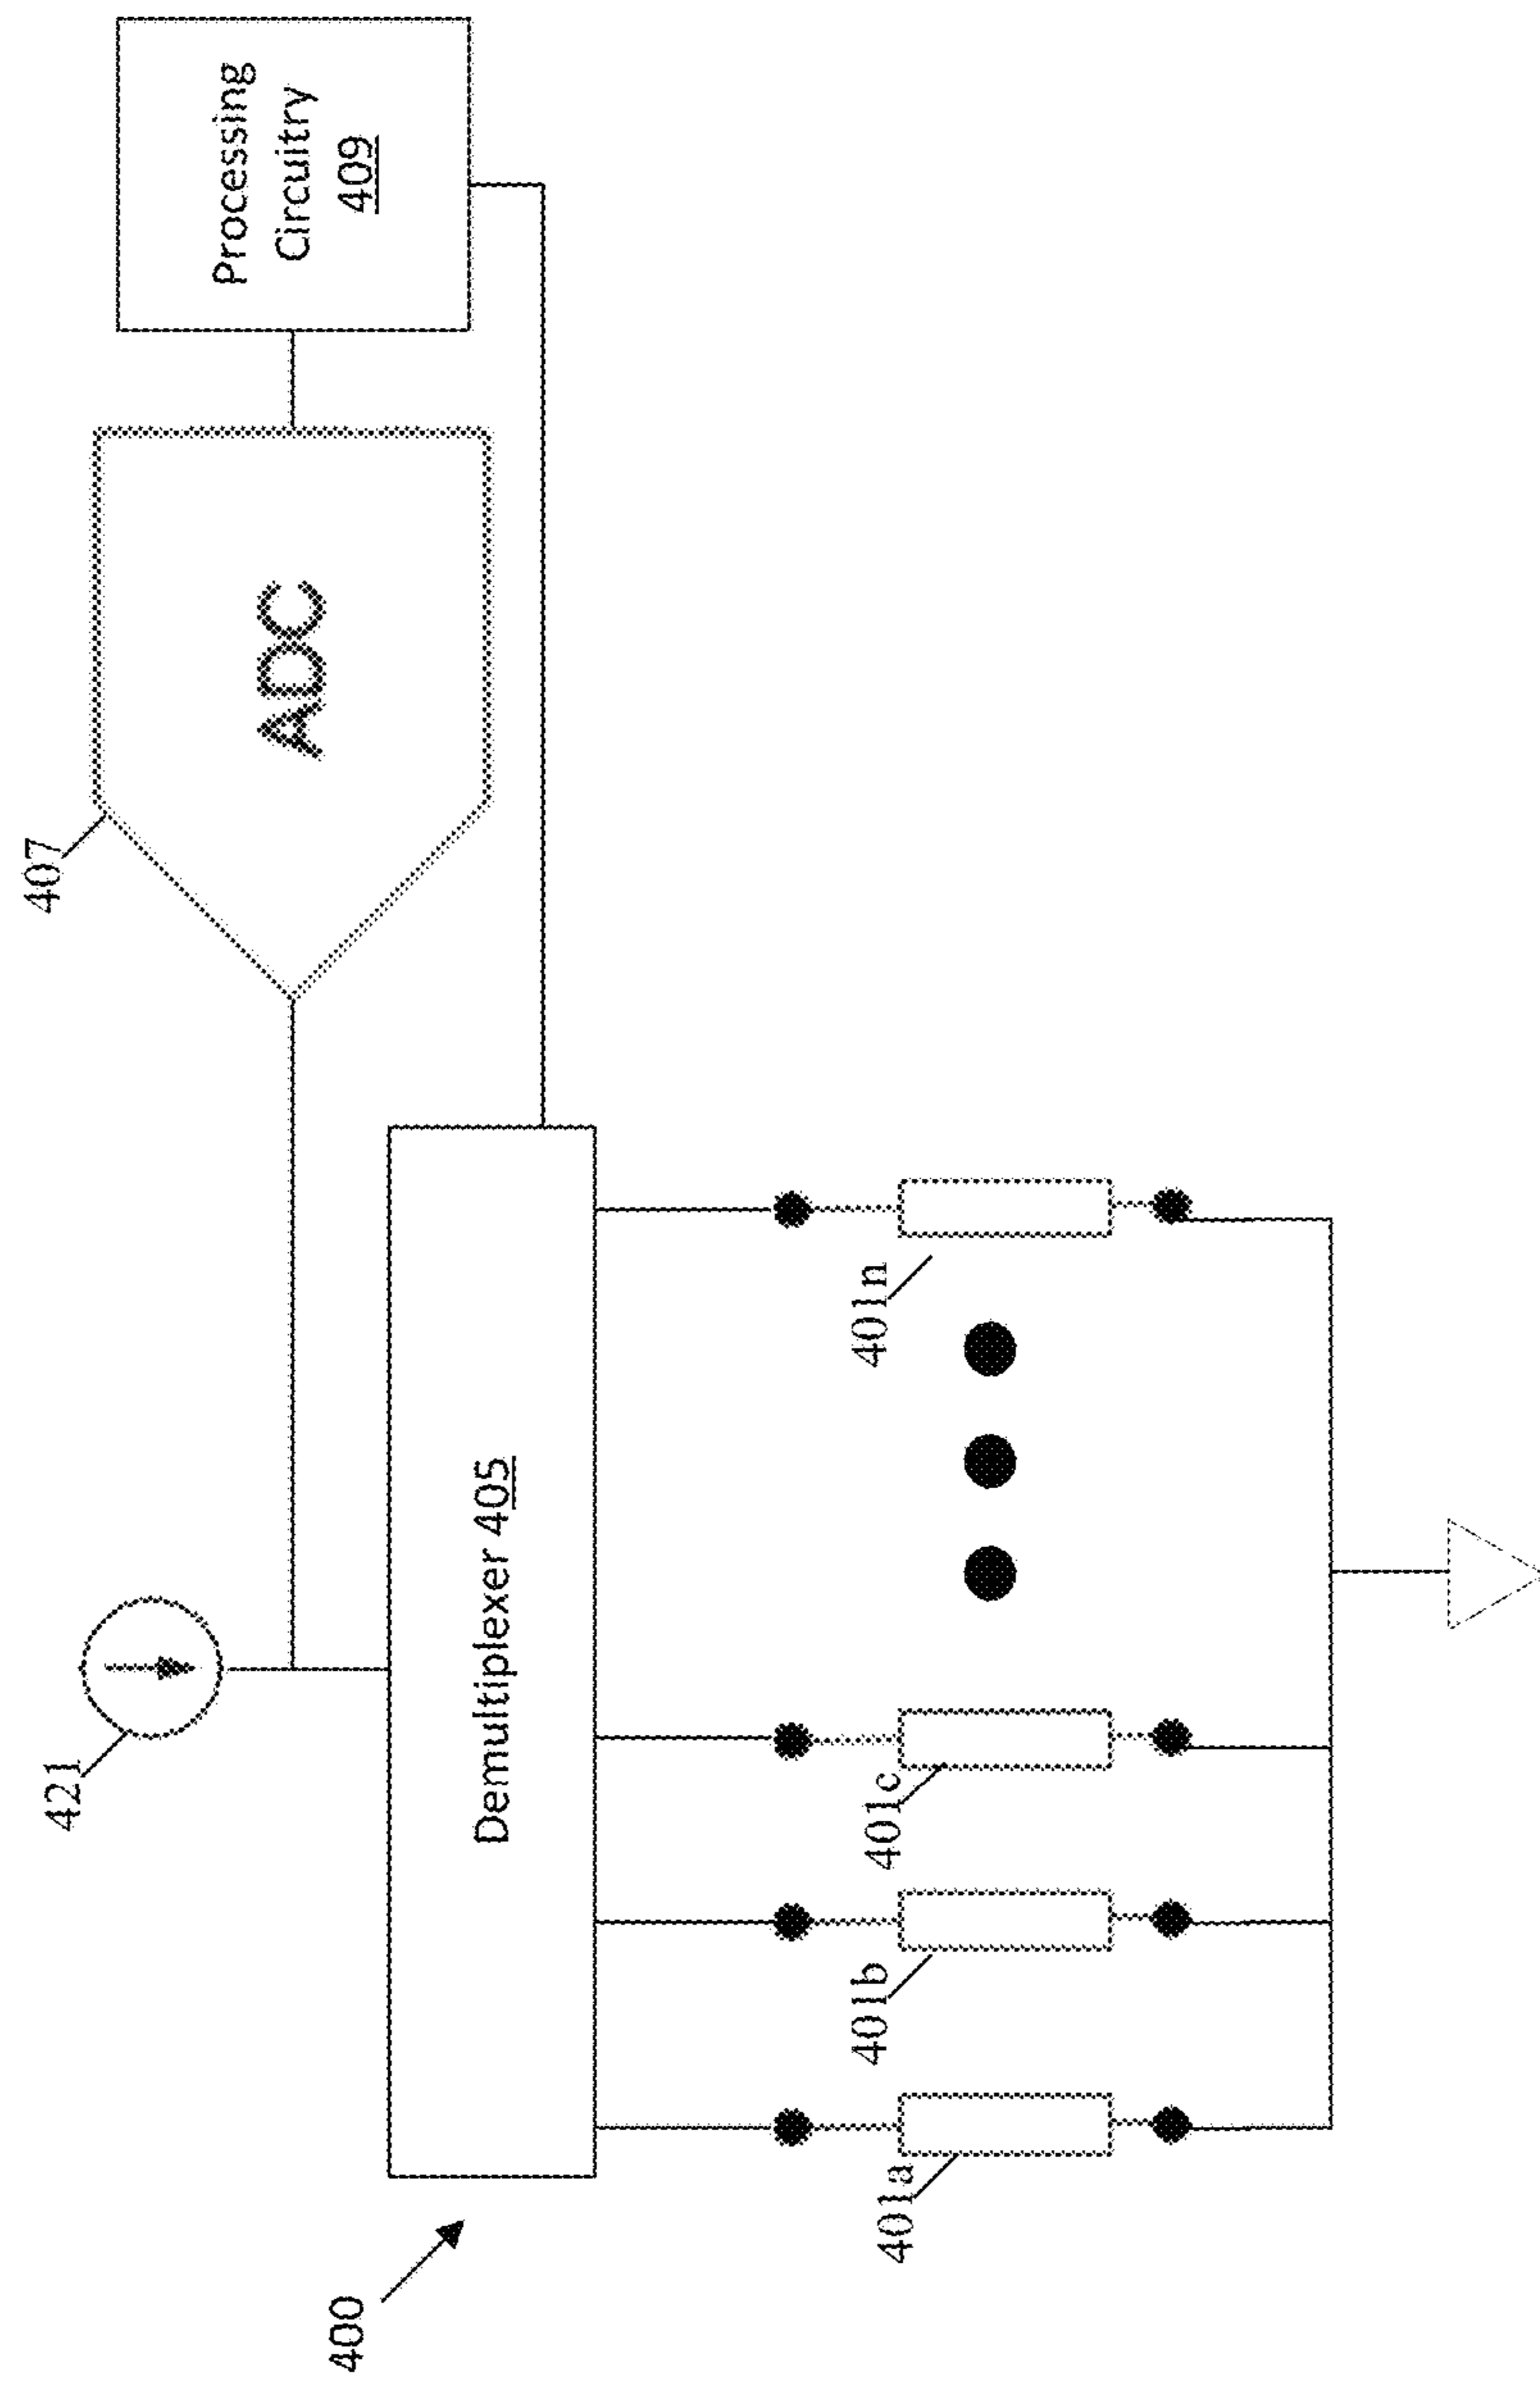 421
407
ADC
Processing
Circuitry
409
Demultiplexer 405
400
401a
401b
401c
401n